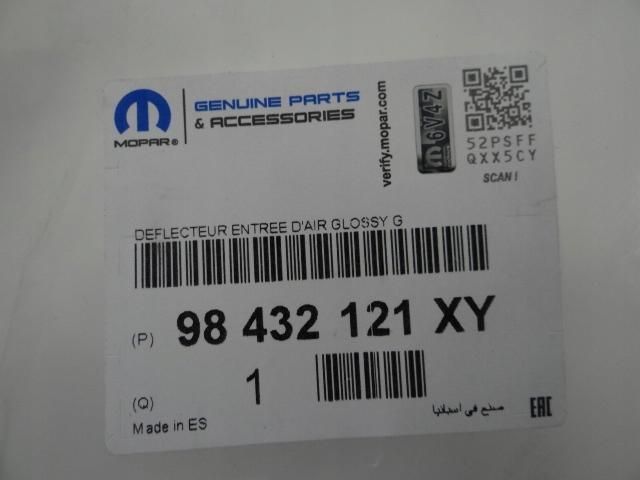 MOPAR®
GENUINE PARTS
& ACCESSORIES
verify.mopar.com
m 6V4Z
52PSFF
QXX5CY
SCAN!
DEFLECTEUR ENTREE D'AIR GLOSSY G
(P) 98 432 121 XY
(Q) 1
Made in ES
صنع في اسبانيا
EAC